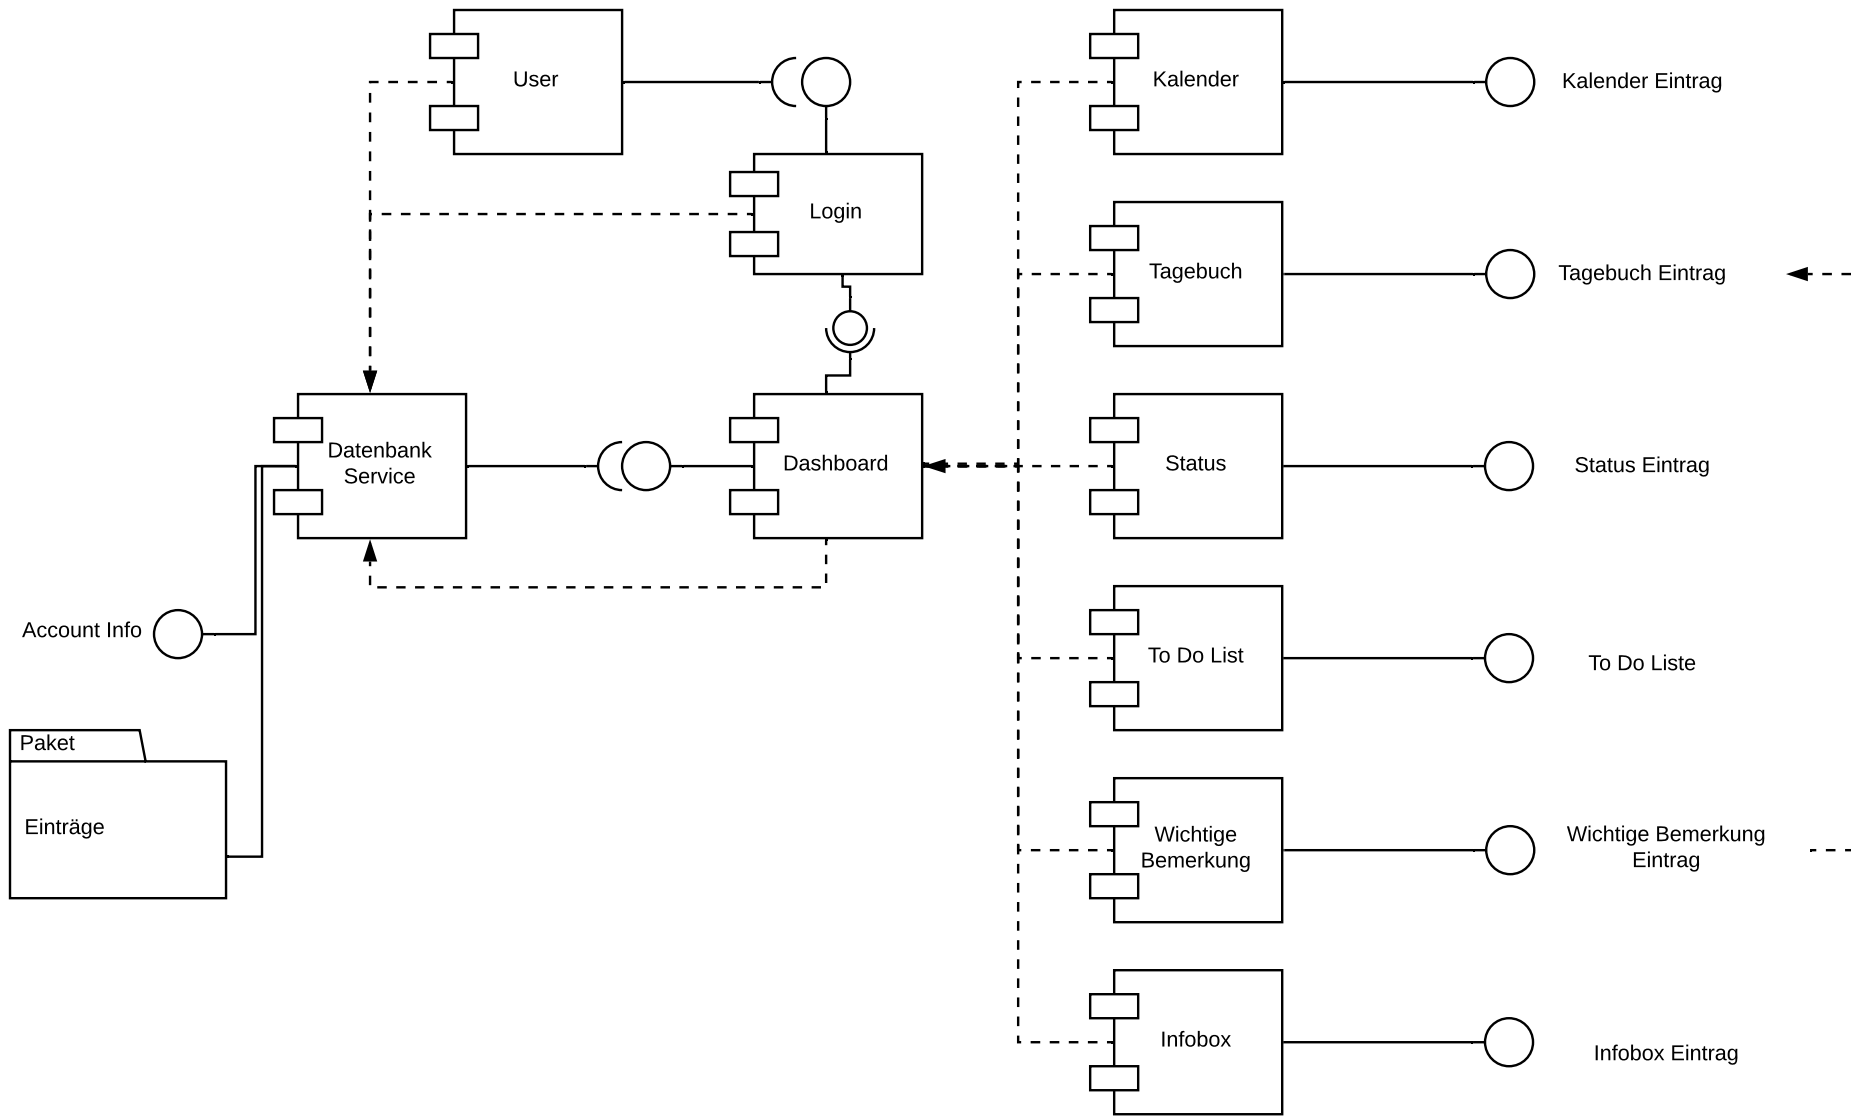 User
Kalender
Kalender Eintrag
Login
Tagebuch
Tagebuch Eintrag
Datenbank
Service
Dashboard
Status
Status Eintrag
Account Info
To Do List
To Do Liste
Paket
Einträge
Wichtige
Bemerkung
Wichtige Bemerkung
Eintrag
Infobox
Infobox Eintrag